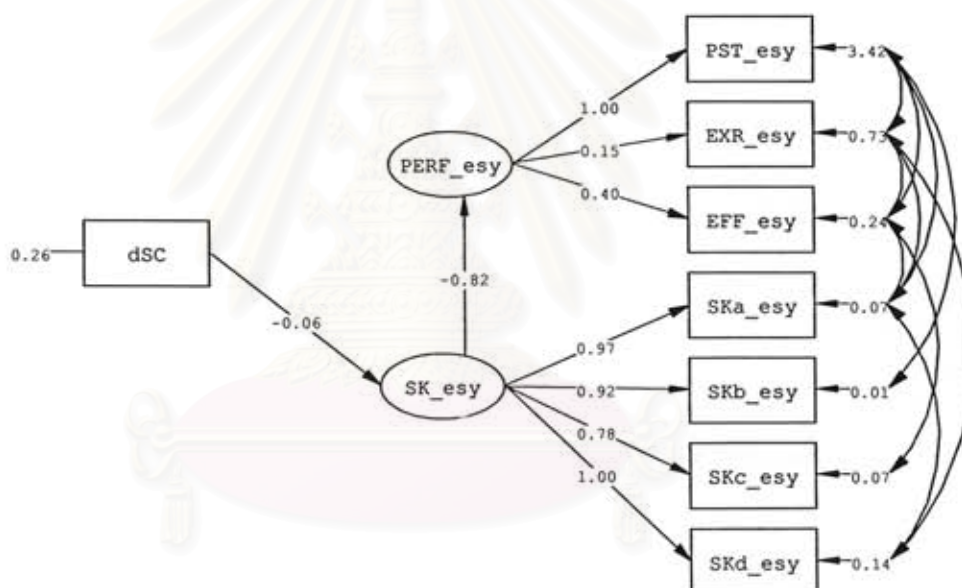 PST_esy
3.42
1.00
EXR_esy
0.73
0.15
PERF_esy
0.40
EFF_esy
0.24
0.26
dSC
-0.82
-0.06
SKa_esy
0.07
0.97
SK_esy
0.92
SKb_esy
0.01
0.78
SKc_esy
0.07
1.00
SKd_esy
0.14